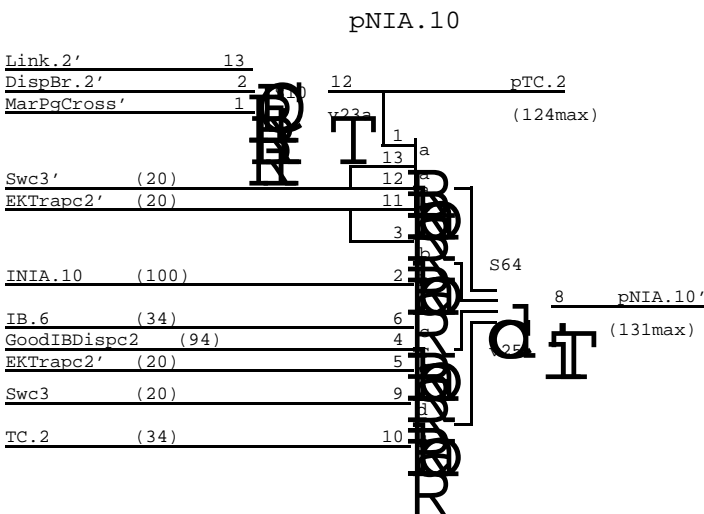 pNIA.10
Link.2' 13
DispBr.2' 2 12 pTC.2
MarPgCross' 1 (124max)
1 a
13 a
Swc3' (20) 12
EKTrapc2' (20) 11
3 b
S64
INIA.10 (100) 2
8 pNIA.10'
IB.6 (34) 6 c (131max)
GoodIBDispc2 (94) 4
EKTrapc2' (20) 5
Swc3 (20) 9
d
TC.2 (34) 10